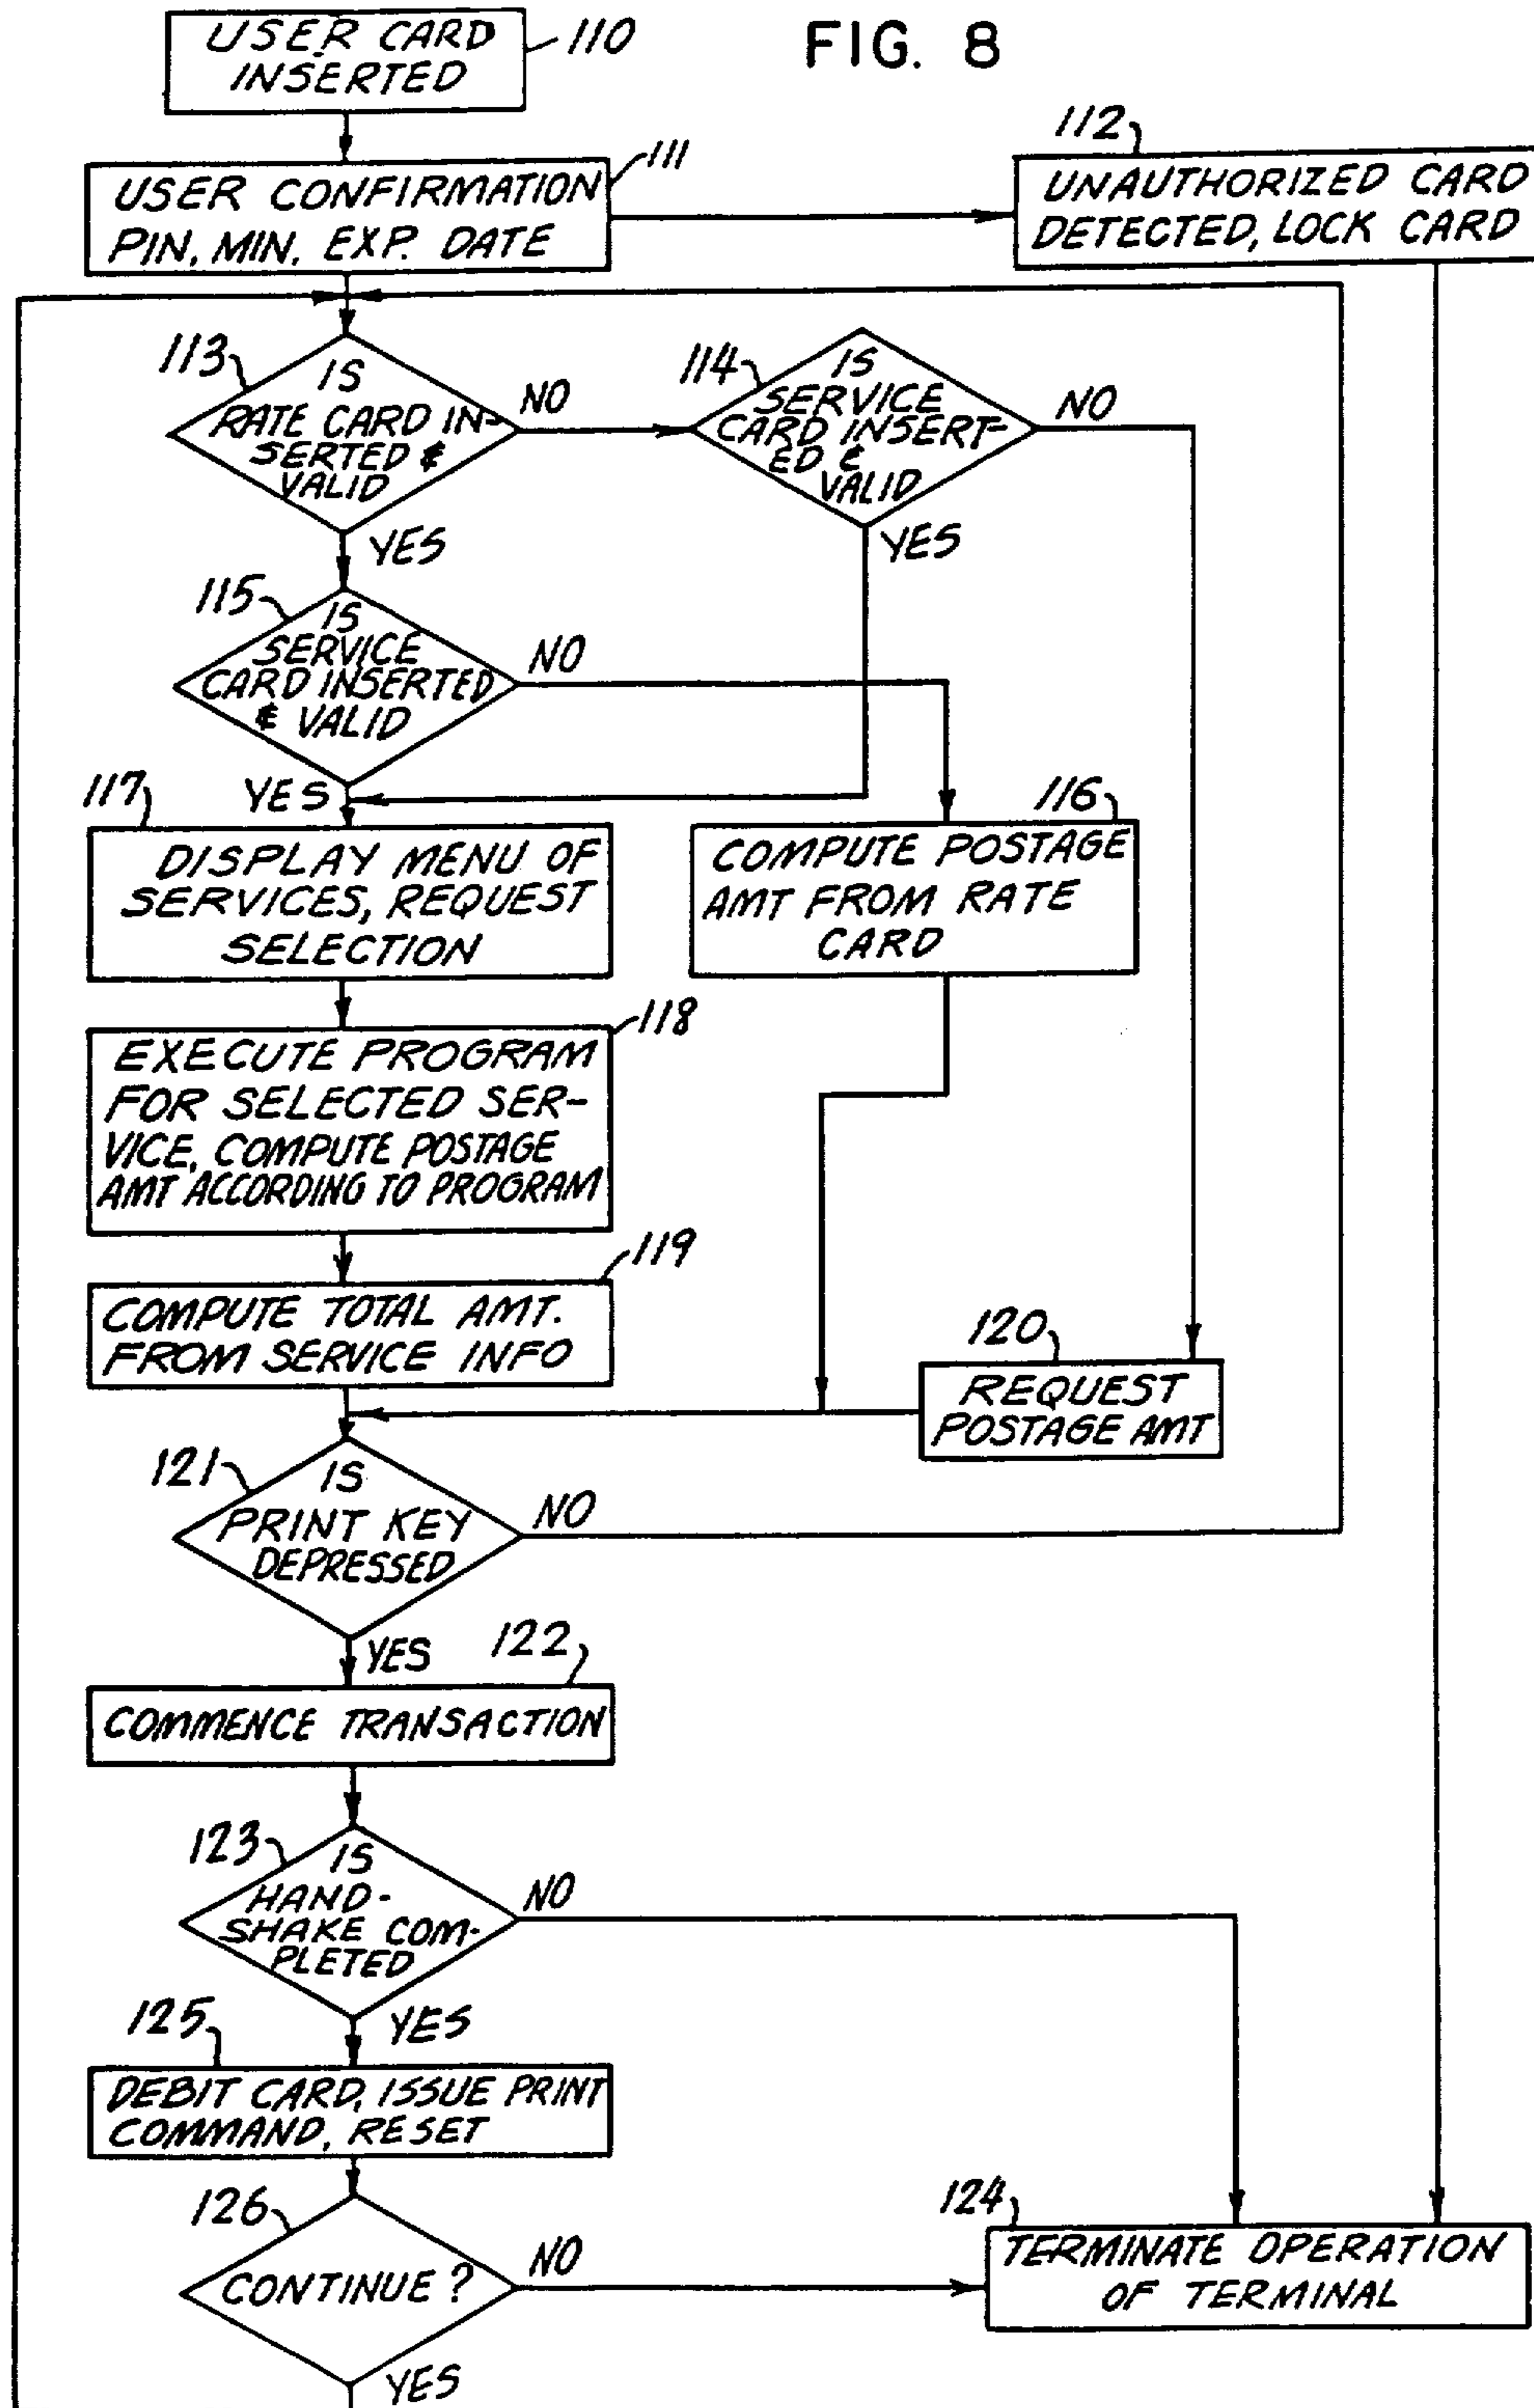 FIG. 8
USER CARD
INSERTED
110
USER CONFIRMATION
PIN, MIN, EXP. DATE
111
112
UNAUTHORIZED CARD
DETECTED, LOCK CARD
113
IS
RATE CARD IN-
SERTED &
VALID
NO
YES
114
IS
SERVICE
CARD INSERT-
ED &
VALID
NO
YES
115
IS
SERVICE
CARD INSERTED
& VALID
NO
YES
117
DISPLAY MENU OF
SERVICES, REQUEST
SELECTION
116
COMPUTE POSTAGE
AMT FROM RATE
CARD
118
EXECUTE PROGRAM
FOR SELECTED SER-
VICE, COMPUTE POSTAGE
AMT ACCORDING TO PROGRAM
119
COMPUTE TOTAL AMT.
FROM SERVICE INFO
120
REQUEST
POSTAGE AMT
121
IS
PRINT KEY
DEPRESSED
NO
YES
122
COMMENCE TRANSACTION
123
IS
HAND-
SHAKE COM-
PLETED
NO
YES
125
DEBIT CARD, ISSUE PRINT
COMMAND, RESET
126
CONTINUE?
NO
YES
124
TERMINATE OPERATION
OF TERMINAL